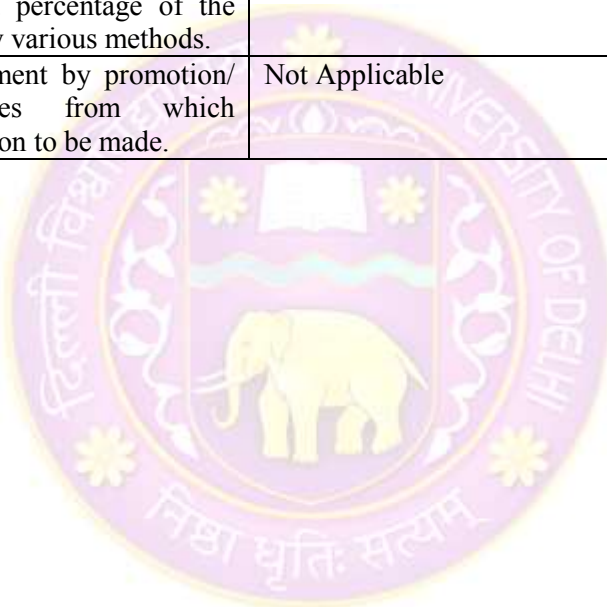 percentage of the
various methods.
ment by promotion/
es from which
on to be made.
Not Applicable
दिल्ली विश्वविद्यालय
UNIVERSITY OF DELHI
निष्ठा धृतिः सत्यम्